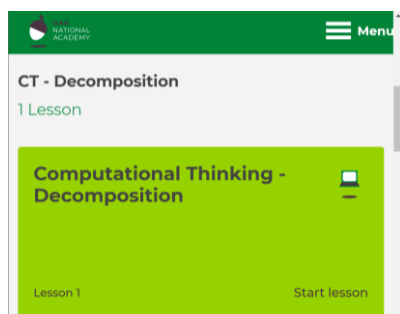 OAK
NATIONAL
ACADEMY
Menu
CT - Decomposition
1 Lesson
Computational Thinking -
Decomposition
Lesson 1
Start lesson